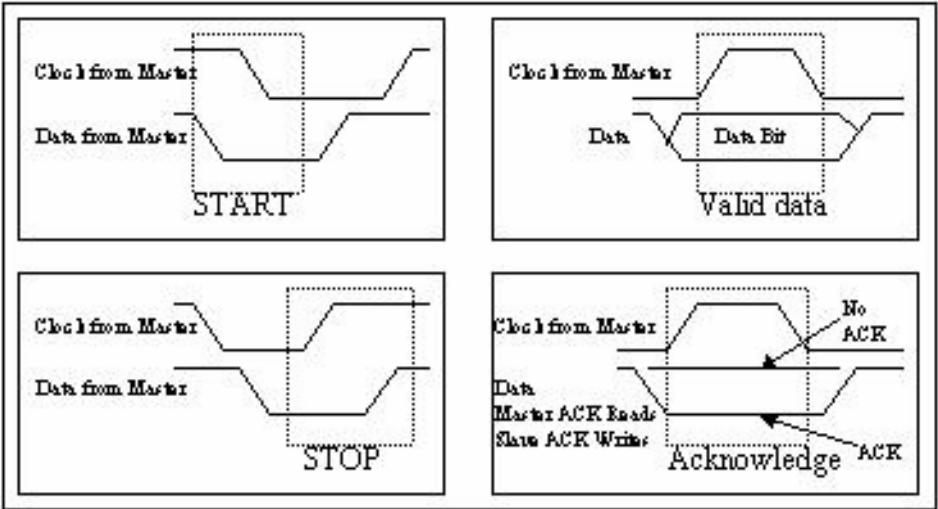 Clock from Master
Data from Master
START
Clock from Master
Data
Data Bit
Valid data
Clock from Master
Data from Master
STOP
Clock from Master
No
ACK
Data
Master ACK Reads
Slave ACK Writes
ACK
Acknowledge